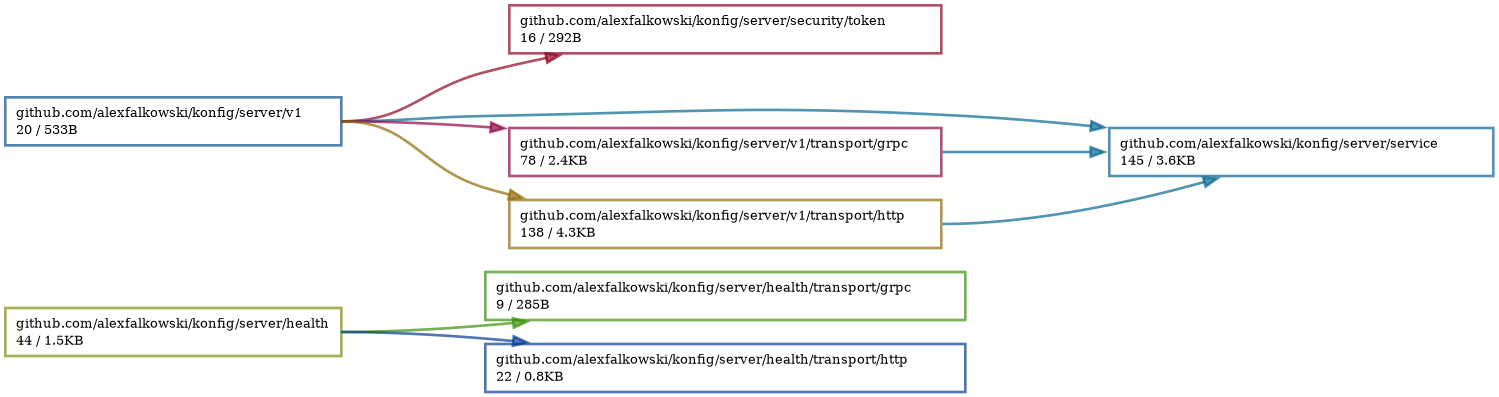 github.com/alexfalkowski/konfig/server/security/token
16 / 292B
github.com/alexfalkowski/konfig/server/v1
20 / 533B
github.com/alexfalkowski/konfig/server/v1/transport/grpc
78 / 2.4KB
github.com/alexfalkowski/konfig/server/service
145 / 3.6KB
github.com/alexfalkowski/konfig/server/v1/transport/http
138 / 4.3KB
github.com/alexfalkowski/konfig/server/health/transport/grpc
9 / 285B
github.com/alexfalkowski/konfig/server/health
44 / 1.5KB
github.com/alexfalkowski/konfig/server/health/transport/http
22 / 0.8KB